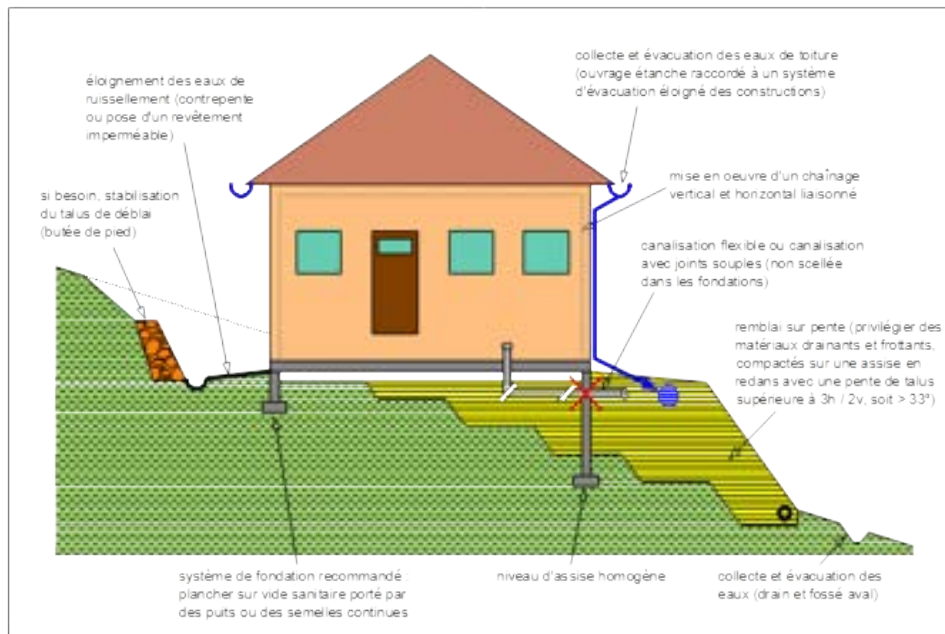 collecte et évacuation des eaux de toiture
(ouvrage étanche raccordé à un système
d'évacuation éloigné des constructions)
éloignement des eaux de
ruissellement (contrepente
ou pose d'un revêtement
imperméable)
mise en oeuvre d'un chaînage
vertical et horizontal liaisonné
si besoin, stabilisation
du talus de déblai
(butée de pied)
canalisation flexible ou canalisation
avec joints souples (non scellée
dans les fondations)
remblai sur pente (privilégier des
matériaux drainants et frottants,
compactés sur une assise en
redans avec une pente de talus
supérieure à 3h / 2v, soit > 33°)
système de fondation recommandé :
plancher sur vide sanitaire porté par
des puits ou des semelles continues
niveau d'assise homogène
collecte et évacuation des
eaux (drain et fossé aval)